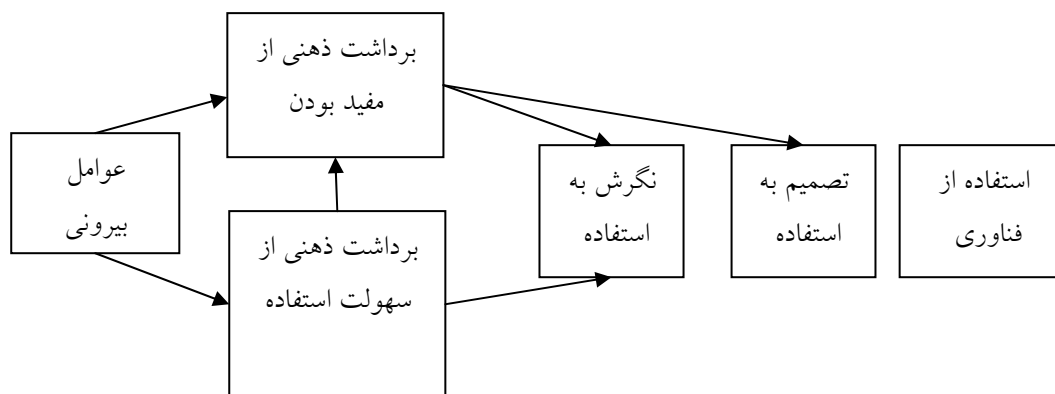 برداشت ذهنی از
مفید بودن
عوامل
بیرونی
برداشت ذهنی از
سهولت استفاده
نگرش به
استفاده
تصمیم به
استفاده
استفاده از
فناوری